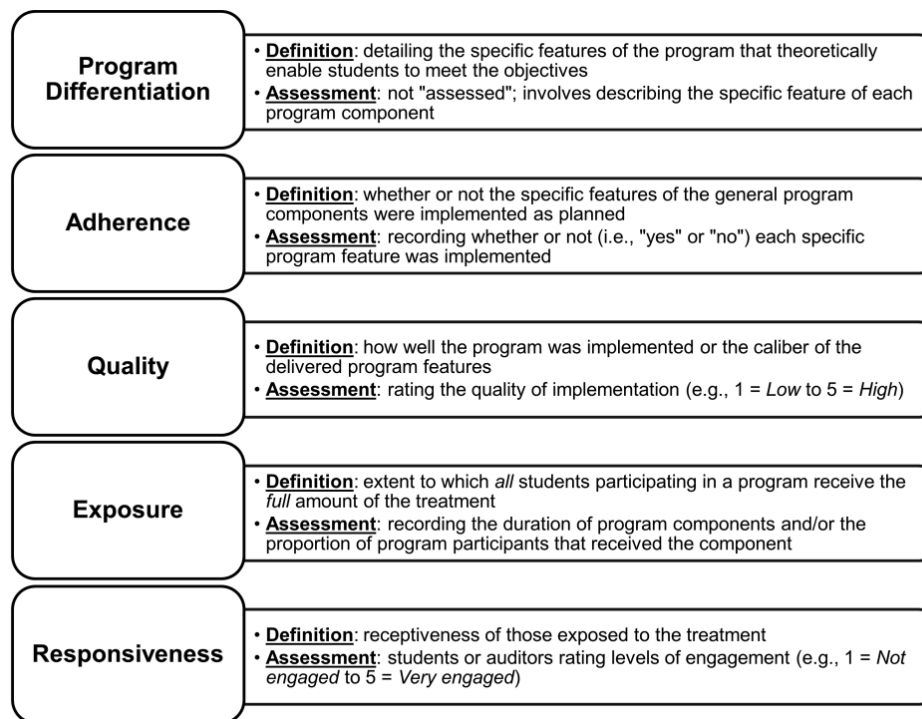 Program
Differentiation
• Definition: detailing the specific features of the program that theoretically
enable students to meet the objectives
• Assessment: not "assessed"; involves describing the specific feature of each
program component
Adherence
• Definition: whether or not the specific features of the general program
components were implemented as planned
• Assessment: recording whether or not (i.e., "yes" or "no") each specific
program feature was implemented
Quality
• Definition: how well the program was implemented or the caliber of the
delivered program features
• Assessment: rating the quality of implementation (e.g., 1 = Low to 5 = High)
Exposure
• Definition: extent to which all students participating in a program receive the
full amount of the treatment
• Assessment: recording the duration of program components and/or the
proportion of program participants that received the component
Responsiveness
• Definition: receptiveness of those exposed to the treatment
• Assessment: students or auditors rating levels of engagement (e.g., 1 = Not
engaged to 5 = Very engaged)